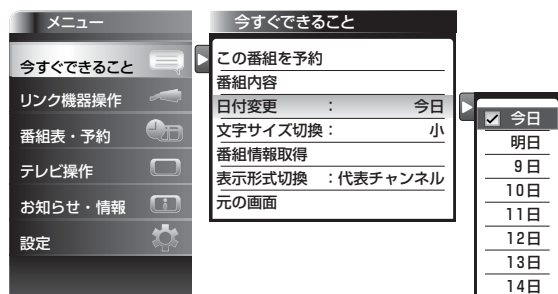 メニュー
今すぐできること
リンク機器操作
番組表・予約
テレビ操作
お知らせ・情報
設定
今すぐできること
この番組を予約
番組内容
日付変更 : 今日
文字サイズ切換: 小
番組情報取得
表示形式切換 :代表チャンネル
元の画面
今日
明日
9日
10日
11日
12日
13日
14日